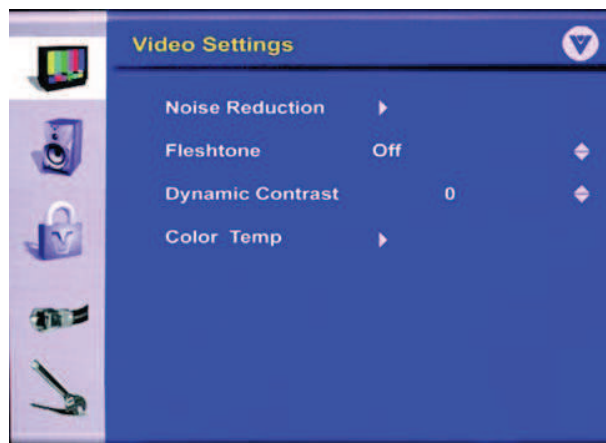 Video Settings
Noise Reduction
Fleshtone Off
Dynamic Contrast 0
Color Temp